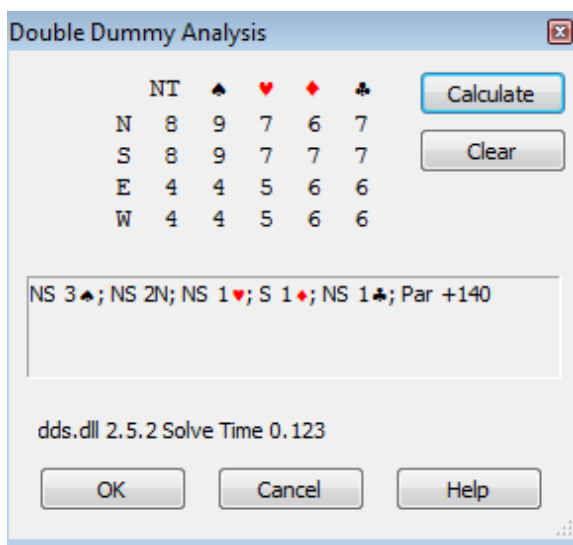 Double Dummy Analysis
NT ♠ ♥ ♦ ♣
N 8 9 7 6 7
S 8 9 7 7 7
E 4 4 5 6 6
W 4 4 5 6 6
Calculate
Clear
NS 3♠; NS 2N; NS 1♥; S 1♦; NS 1♣; Par +140
dds.dll 2.5.2 Solve Time 0.123
OK
Cancel
Help